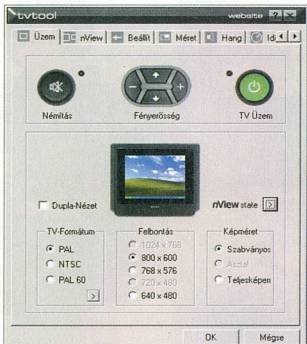 tvtool website ? X
Üzem nView Beállít Méret Hang
Némítás Fényerősség TV Üzem
Dupla-Nézet nView state
TV-Formátum Felbontás Képméret
PAL 1024 x 768 Szabványos
NTSC 800 x 600 Asztal
PAL 60 768 x 576 Teljesképen
720 x 480
640 x 480
OK Mégse